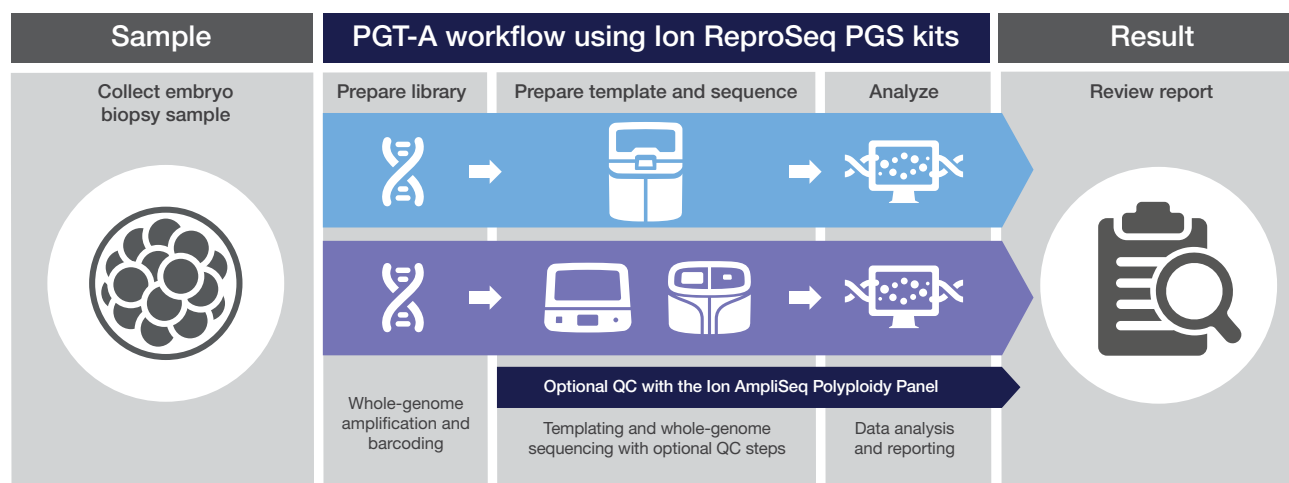 Sample
PGT-A workflow using Ion ReproSeq PGS kits
Result
Collect embryo
biopsy sample
Prepare library
Prepare template and sequence
Analyze
Review report
Optional QC with the Ion AmpliSeq Polyploidy Panel
Whole-genome
amplification and
barcoding
Templating and whole-genome
sequencing with optional QC steps
Data analysis
and reporting